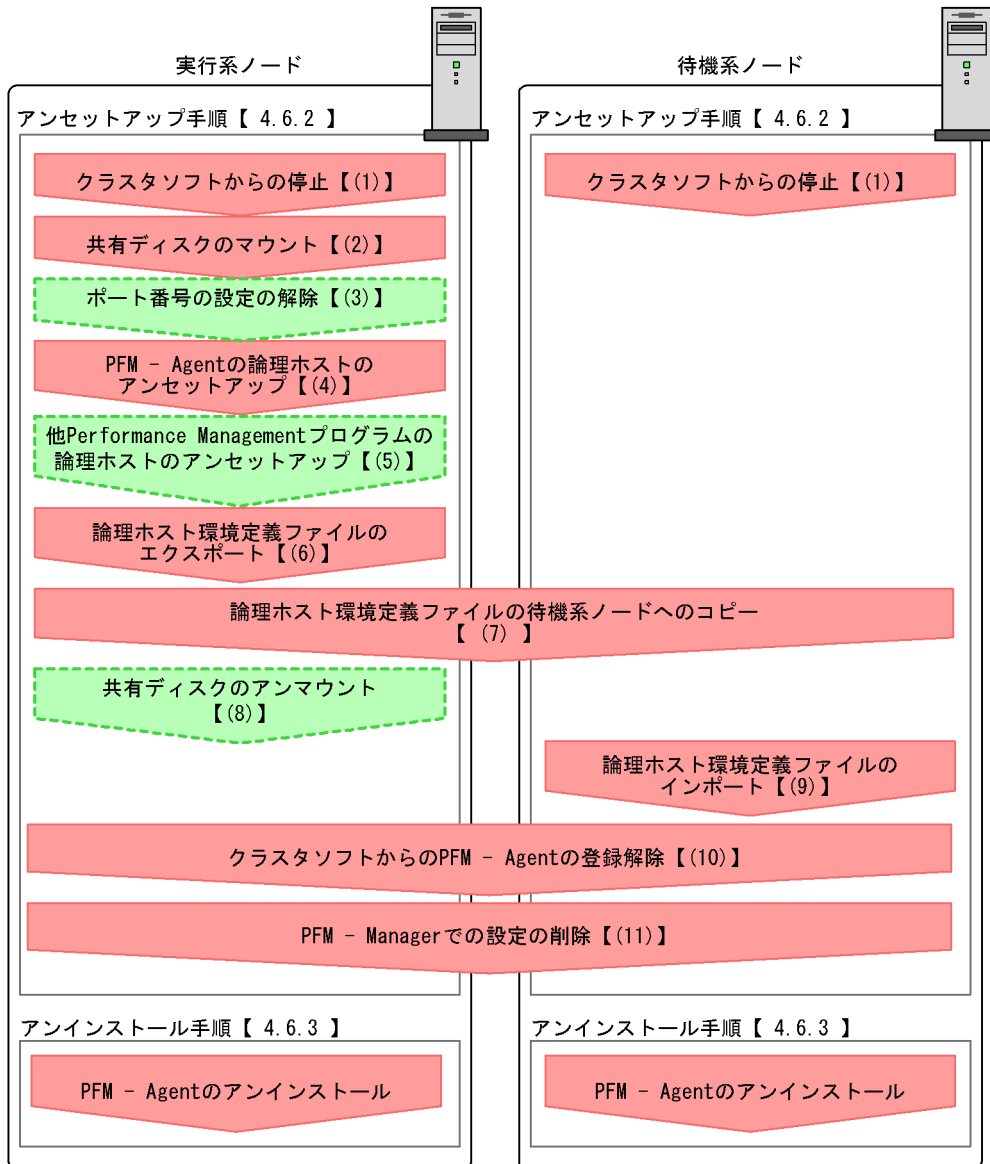 実行系ノード
待機系ノード
アンセットアップ手順【 4.6.2 】
アンセットアップ手順【 4.6.2 】
クラスタソフトからの停止【(1)】
クラスタソフトからの停止【(1)】
共有ディスクのマウント【(2)】
ポート番号の設定の解除【(3)】
PFM - Agentの論理ホストの
アンセットアップ【(4)】
他Performance Managementプログラムの
論理ホストのアンセットアップ【(5)】
論理ホスト環境定義ファイルの
エクスポート【(6)】
論理ホスト環境定義ファイルの待機系ノードへのコピー
【 (7) 】
共有ディスクのアンマウント
【(8)】
論理ホスト環境定義ファイルの
インポート【(9)】
クラスタソフトからのPFM - Agentの登録解除【(10)】
PFM - Managerでの設定の削除【(11)】
アンインストール手順【 4.6.3 】
アンインストール手順【 4.6.3 】
PFM - Agentのアンインストール
PFM - Agentのアンインストール